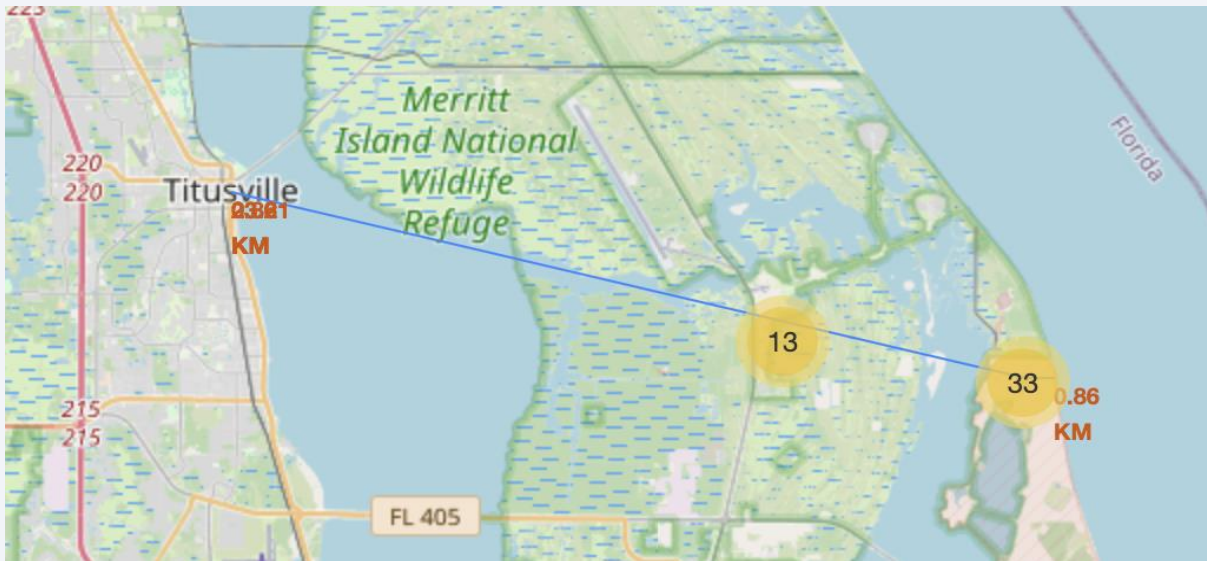 223
Merritt
Island National
Wildlife
Refuge
Florida
220
220
Titusville
KM
13
33
0.86
KM
215
215
FL 405